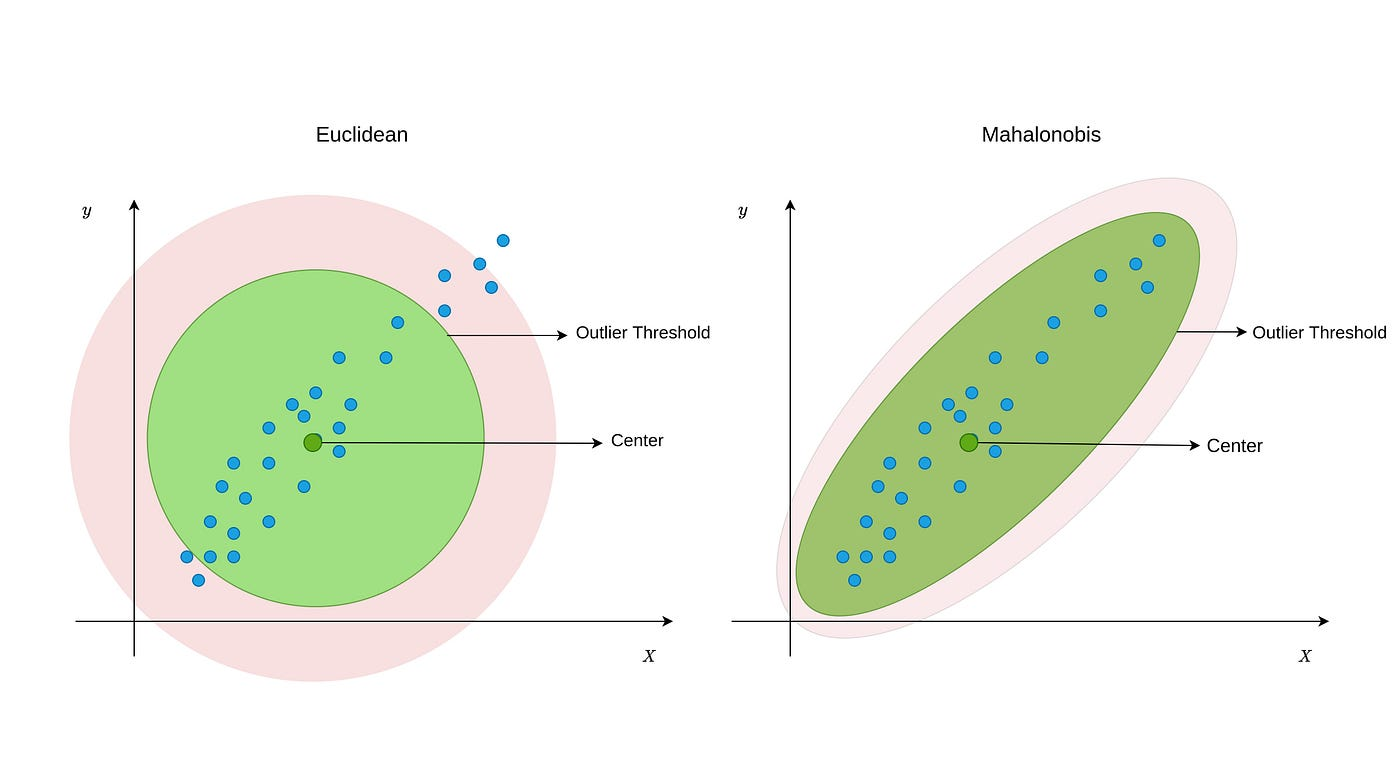 Euclidean
y
Outlier Threshold
Center
X
Mahalonobis
y
Outlier Threshold
Center
X